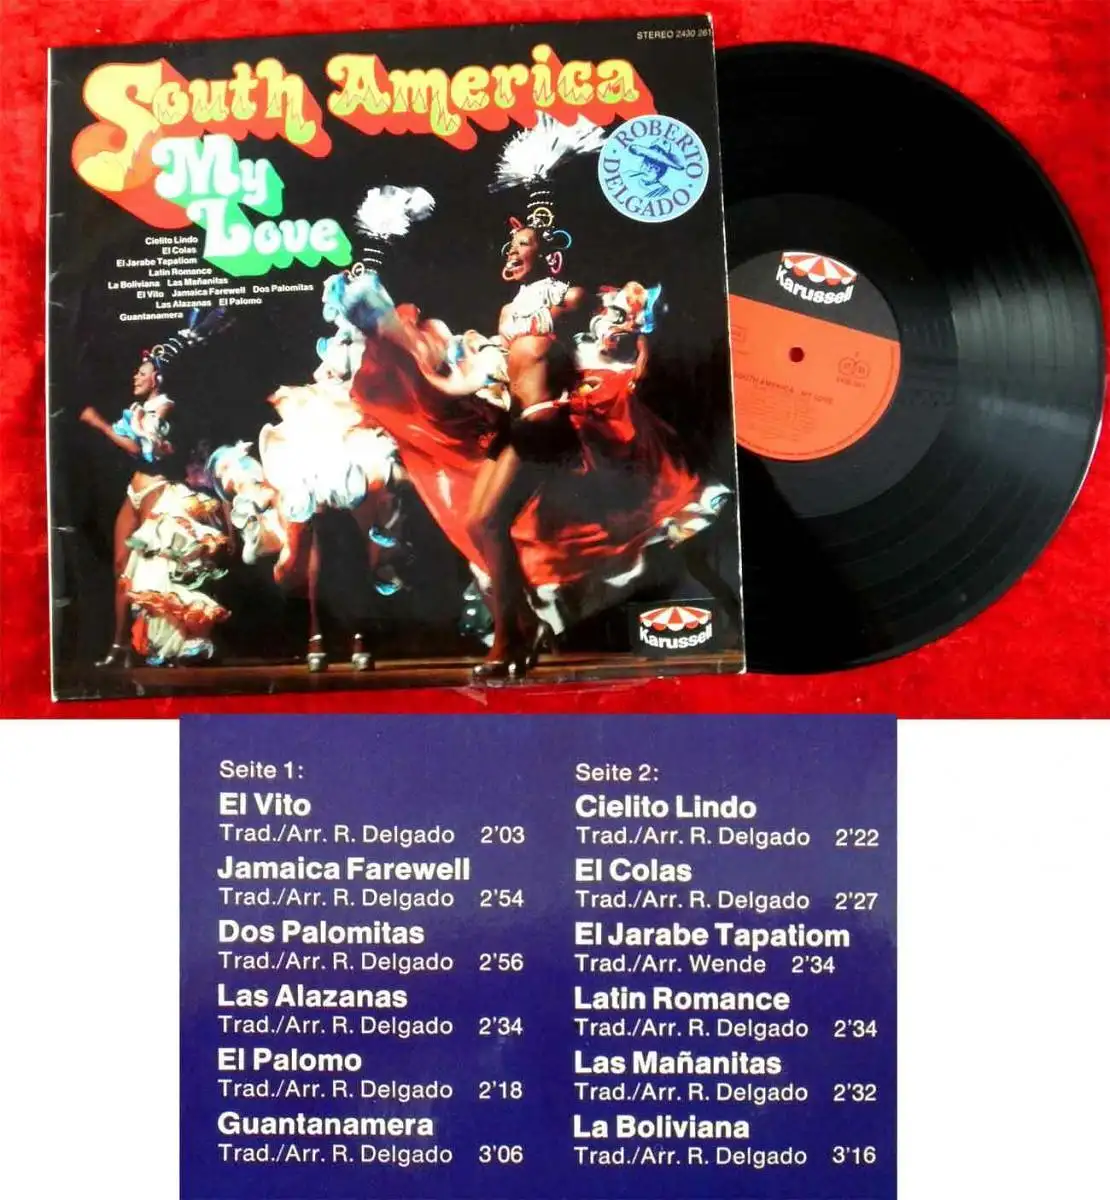 STEREO 2430 261
South America
My
Love
ROBERTO DELGADO
Cielito Lindo
El Colas
El Jarabe Tapatiom
Latin Romance
La Boliviana Las Mañanitas
El Vito Jamaica Farewell Dos Palomitas
Las Alazanas El Palomo
Guantanamera
Karussell
Karussell
SOUTH AMERICA - MY LOVE
Seite 1:
El Vito
Trad./Arr. R. Delgado 2'03
Jamaica Farewell
Trad./Arr. R. Delgado 2'54
Dos Palomitas
Trad./Arr. R. Delgado 2'56
Las Alazanas
Trad./Arr. R. Delgado 2'34
El Palomo
Trad./Arr. R. Delgado 2'18
Guantanamera
Trad./Arr. R. Delgado 3'06
Seite 2:
Cielito Lindo
Trad./Arr. R. Delgado 2'22
El Colas
Trad./Arr. R. Delgado 2'27
El Jarabe Tapatiom
Trad./Arr. Wende 2'34
Latin Romance
Trad./Arr. R. Delgado 2'34
Las Mañanitas
Trad./Arr. R. Delgado 2'32
La Boliviana
Trad./Arr. R. Delgado 3'16